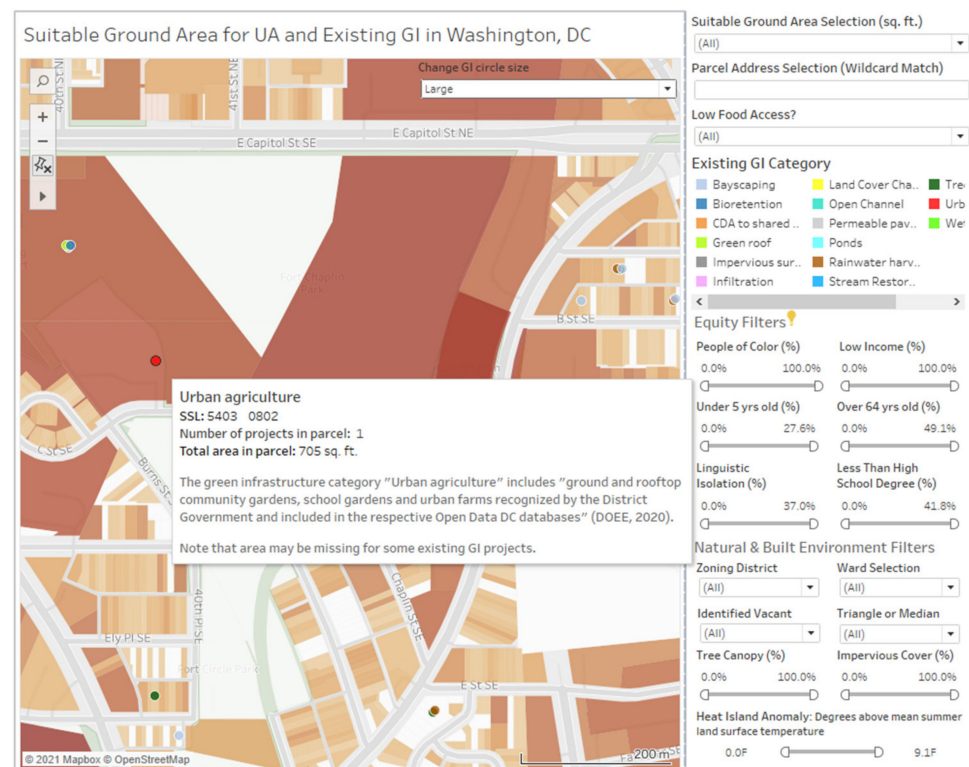 Suitable Ground Area for UA and Existing GI in Washington, DC
Change GI circle size
Large
40th Pl NE
41st St NE
E Capitol St SE
E Capitol St NE
Fort Chaplin
Park
B St SE
C St SE
Burns St
Urban agriculture
SSL: 5403 0802
Number of projects in parcel: 1
Total area in parcel: 705 sq. ft.
The green infrastructure category "Urban agriculture" includes "ground and rooftop
community gardens, school gardens and urban farms recognized by the District
Government and included in the respective Open Data DC databases" (DOEE, 2020).
Note that area may be missing for some existing GI projects.
40th Pl SE
Chaplin St SE
Ely Pl SE
Fort Circle Park
E St SE
200 m
© 2021 Mapbox © OpenStreetMap
Suitable Ground Area Selection (sq. ft.)
(All)
Parcel Address Selection (Wildcard Match)
Low Food Access?
(All)
Existing GI Category
Bayscaping
Land Cover Cha..
Tre
Bioretention
Open Channel
Urb
CDA to shared ..
Permeable pav..
Wet
Green roof
Ponds
Impervious sur..
Rainwater harv..
Infiltration
Stream Restor..
Equity Filters
People of Color (%)
Low Income (%)
0.0% 100.0%
0.0% 100.0%
Under 5 yrs old (%)
Over 64 yrs old (%)
0.0% 27.6%
0.0% 49.1%
Linguistic
Isolation (%)
Less Than High
School Degree (%)
0.0% 37.0%
0.0% 41.8%
Natural & Built Environment Filters
Zoning District
Ward Selection
(All)
(All)
Identified Vacant
Triangle or Median
(All)
(All)
Tree Canopy (%)
Impervious Cover (%)
0.0% 100.0%
0.0% 100.0%
Heat Island Anomaly: Degrees above mean summer
land surface temperature
0.0F 9.1F